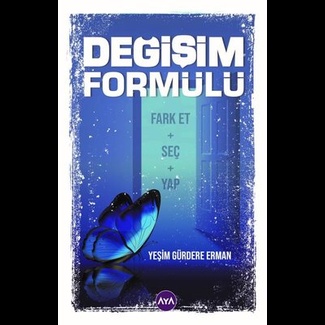 DEĞİŞİM
FORMÜLÜ
FARK ET
+
SEÇ
+
YAP
YEŞİM GÜRDERE ERMAN
AYA